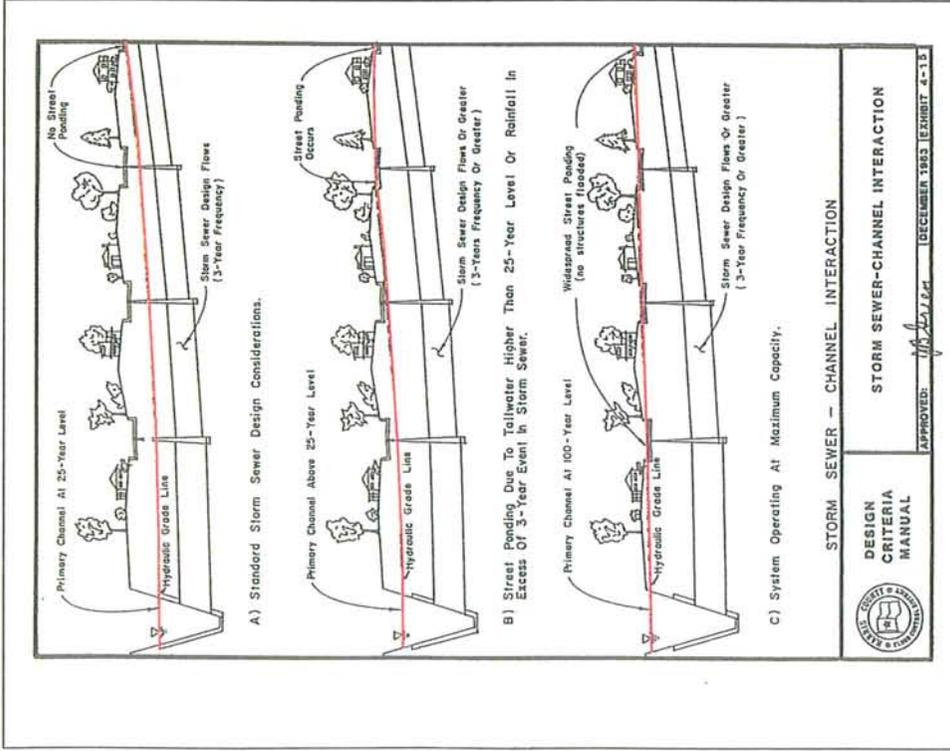 Primary Channel At 25-Year Level
No Street
Ponding
Hydraulic Grade Line
Storm Sewer Design Flows
(3-Year Frequency)
A) Standard Storm Sewer Design Considerations.
Primary Channel Above 25-Year Level
Street Ponding
Occurs
Hydraulic Grade Line
Storm Sewer Design Flows Or Greater
(3-Years Frequency Or Greater)
B) Street Ponding Due To Tailwater Higher Than 25-Year Level Or Rainfall In
Excess Of 3-Year Event In Storm Sewer.
Primary Channel At 100-Year Level
Widespread Street Ponding
(no structures flooded)
Hydraulic Grade Line
Storm Sewer Design Flows Or Greater
(3-Year Frequency Or Greater)
C) System Operating At Maximum Capacity.
STORM SEWER - CHANNEL INTERACTION
HARRIS COUNTY
DESIGN
CRITERIA
MANUAL
STORM SEWER-CHANNEL INTERACTION
APPROVED:
DECEMBER 1983
EXHIBIT 4-15